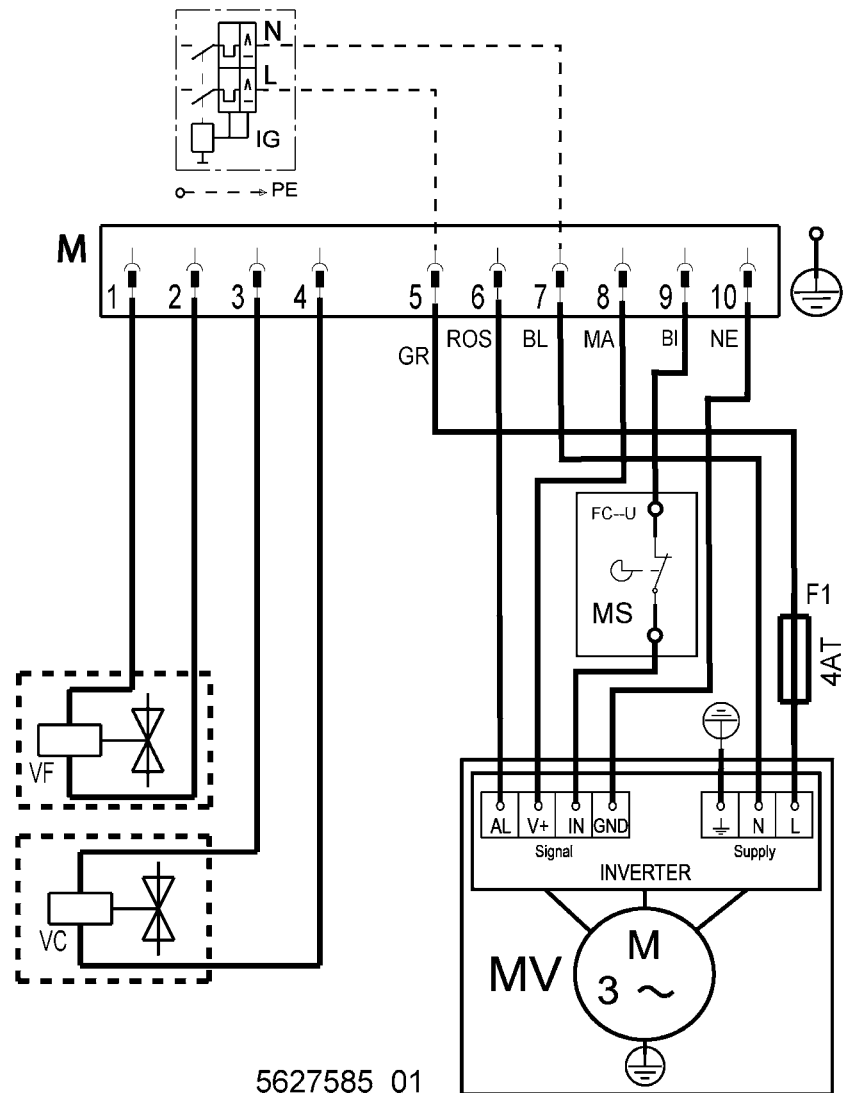 N
L
IG
PE
M
1 2 3 4 5 6 7 8 9 10
GR ROS BL MA BI NE
FC--U
MS
F1
4AT
VF
VC
AL V+ IN GND N L
Signal Supply
INVERTER
MV
M
3 ~
5627585 01